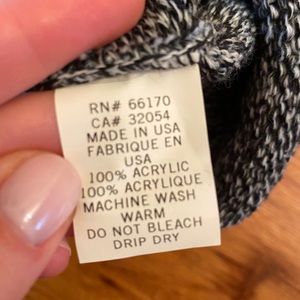 RN# 66170
CA# 32054
MADE IN USA
FABRIQUE EN
USA
100% ACRYLIC
100% ACRYLIQUE
MACHINE WASH
WARM
DO NOT BLEACH
DRIP DRY